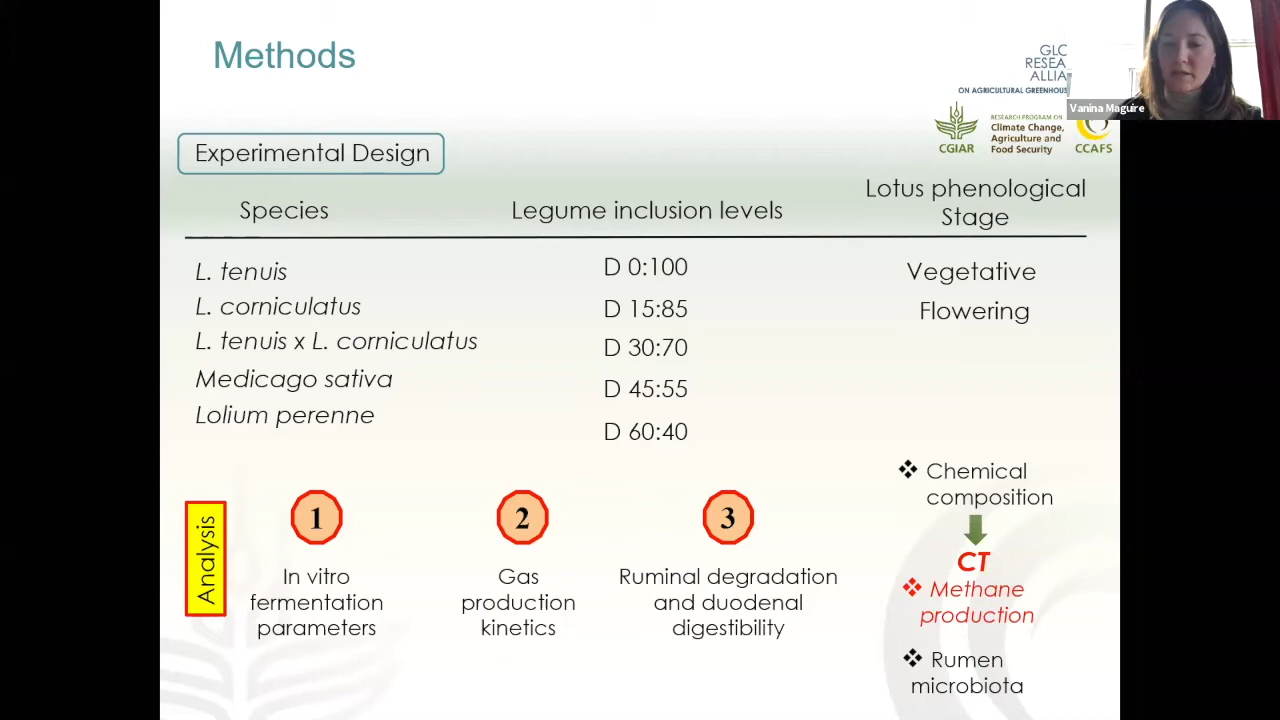 Methods
GLC
RESEA
ALLIA
ON AGRICULTURAL GREENHOUS
Vanina Maguire
CGIAR
RESEARCH PROGRAM ON
Climate Change,
Agriculture and
Food Security
CCAFS
Experimental Design
Species
Legume inclusion levels
Lotus phenological
Stage
L. tenuis
L. corniculatus
L. tenuis x L. corniculatus
Medicago sativa
Lolium perenne
D 0:100
D 15:85
D 30:70
D 45:55
D 60:40
Vegetative
Flowering
Analysis
1
In vitro
fermentation
parameters
2
Gas
production
kinetics
3
Ruminal degradation
and duodenal
digestibility
❖ Chemical
composition
CT
❖ Methane
production
❖ Rumen
microbiota